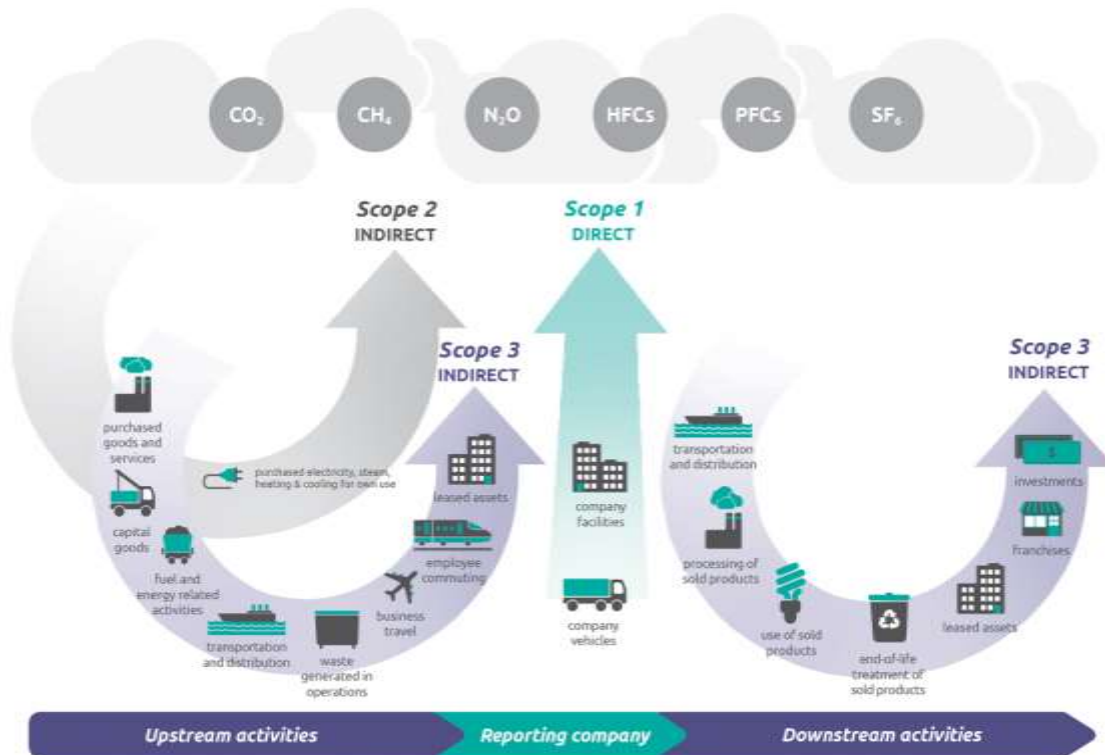 CO₂
CH₄
N₂O
HFCs
PFCs
SF₆
Scope 2
INDIRECT
Scope 1
DIRECT
Scope 3
INDIRECT
Scope 3
INDIRECT
purchased
goods and
services
capital
goods
fuel and
energy related
activities
purchased electricity, steam,
heating & cooling for own use
transportation
and distribution
waste
generated in
operations
business
travel
employee
commuting
leased assets
company
facilities
company
vehicles
transportation
and distribution
processing of
sold products
use of sold
products
end-of-life
treatment of
sold products
leased assets
franchises
investments
$
Upstream activities
Reporting company
Downstream activities